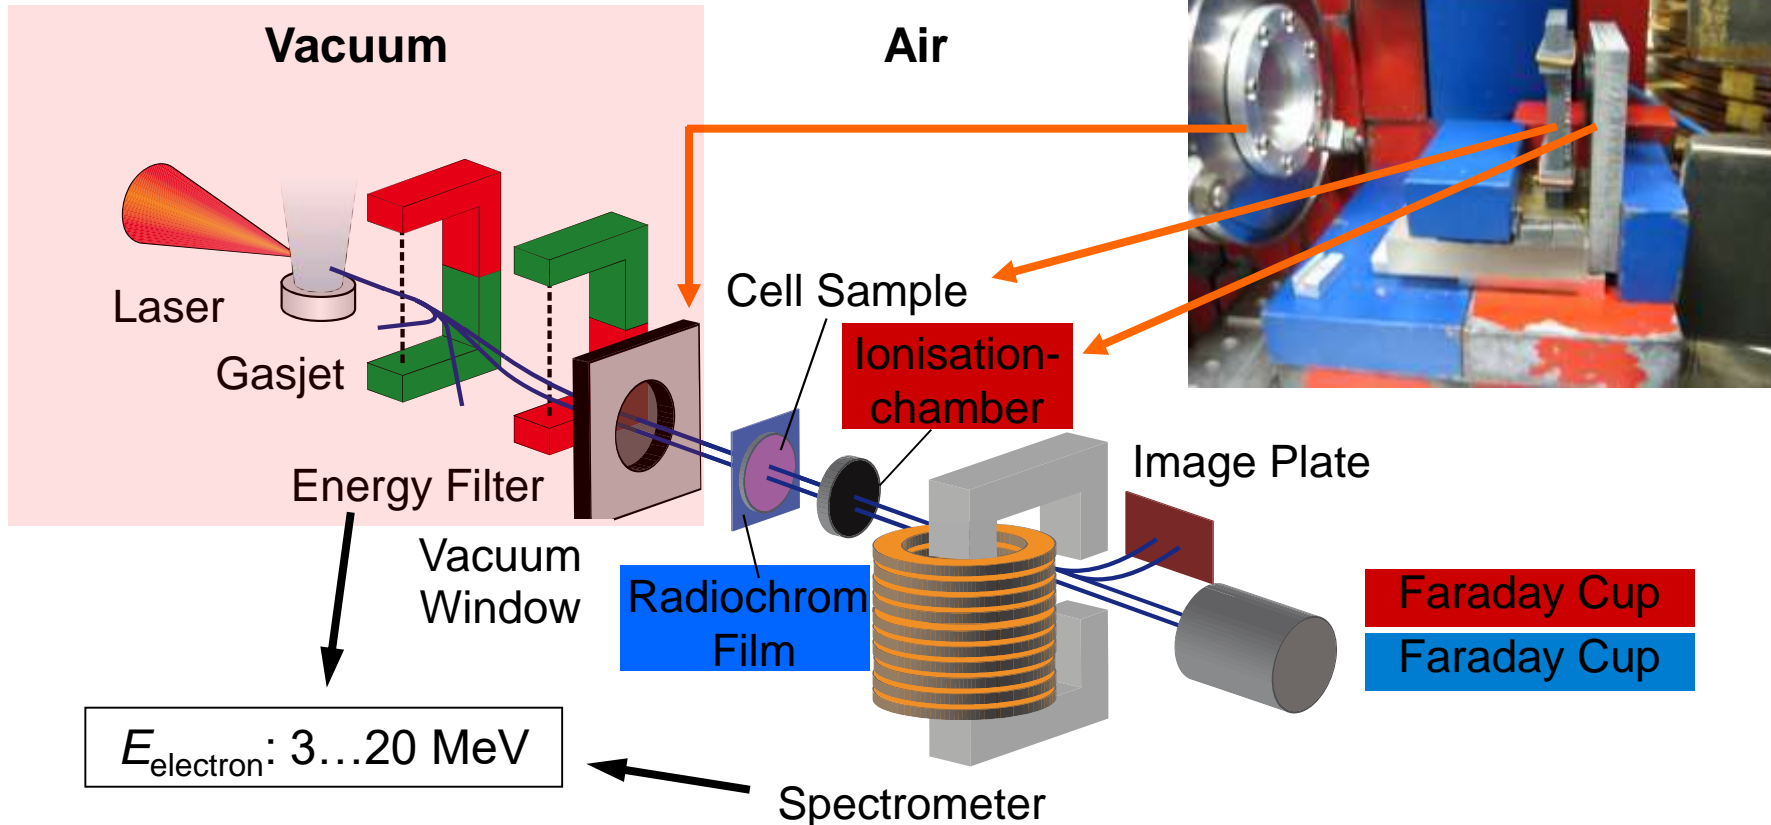 Vacuum
Air
Laser
Gasjet
Cell Sample
Ionisation-
chamber
Image Plate
Energy Filter
Vacuum
Window
Radiochrom
Film
Faraday Cup
Faraday Cup
E electron: 3…20 MeV
Spectrometer